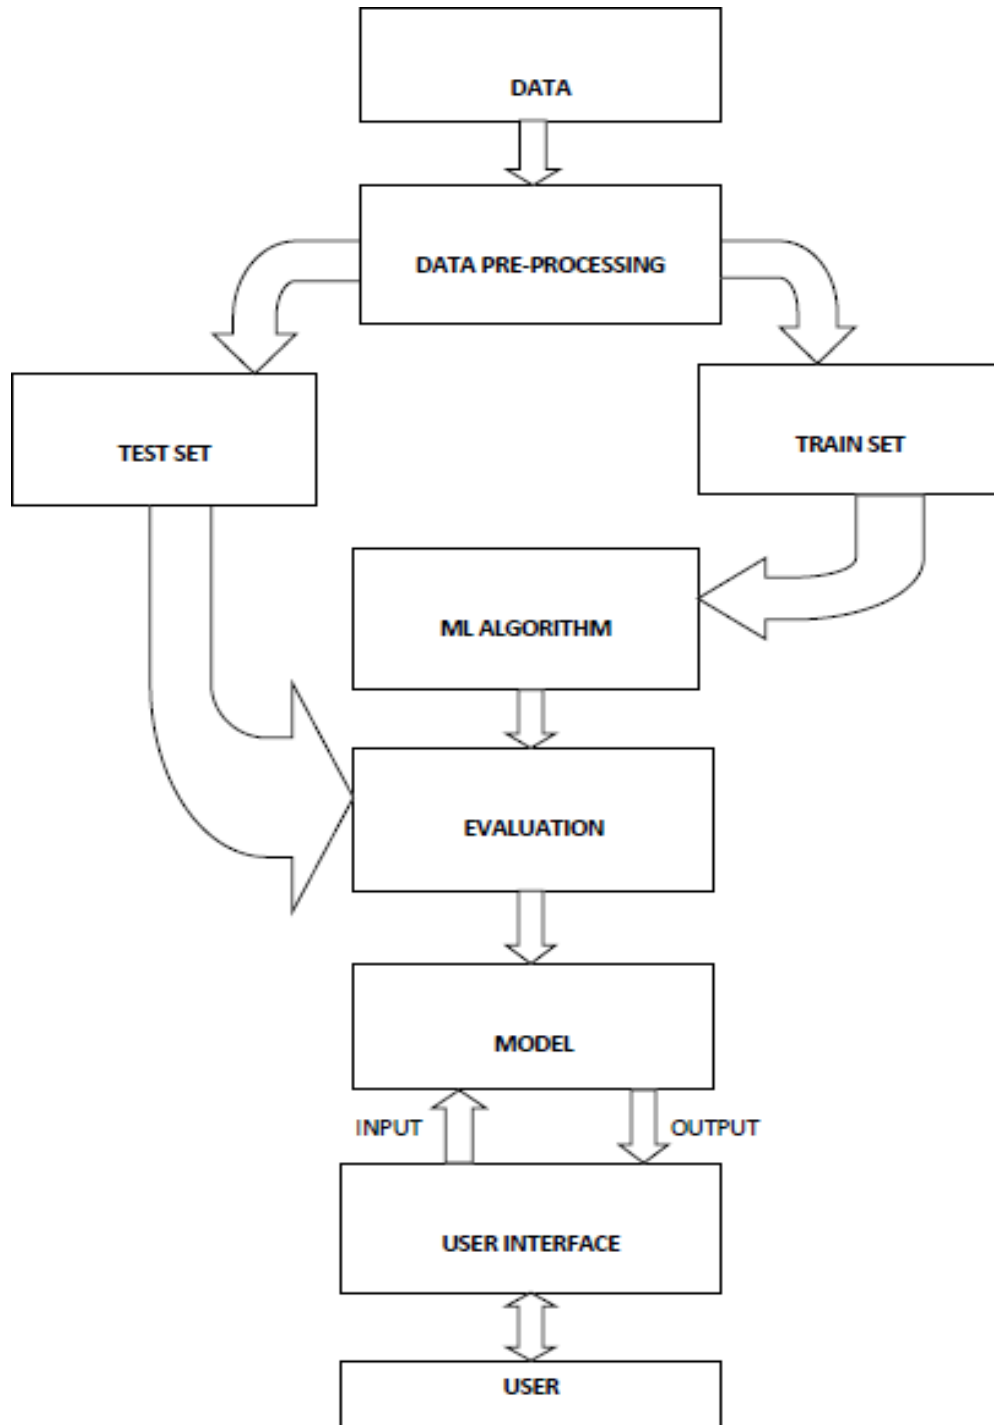 DATA
DATA PRE-PROCESSING
TEST SET
TRAIN SET
ML ALGORITHM
EVALUATION
MODEL
INPUT
OUTPUT
USER INTERFACE
USER